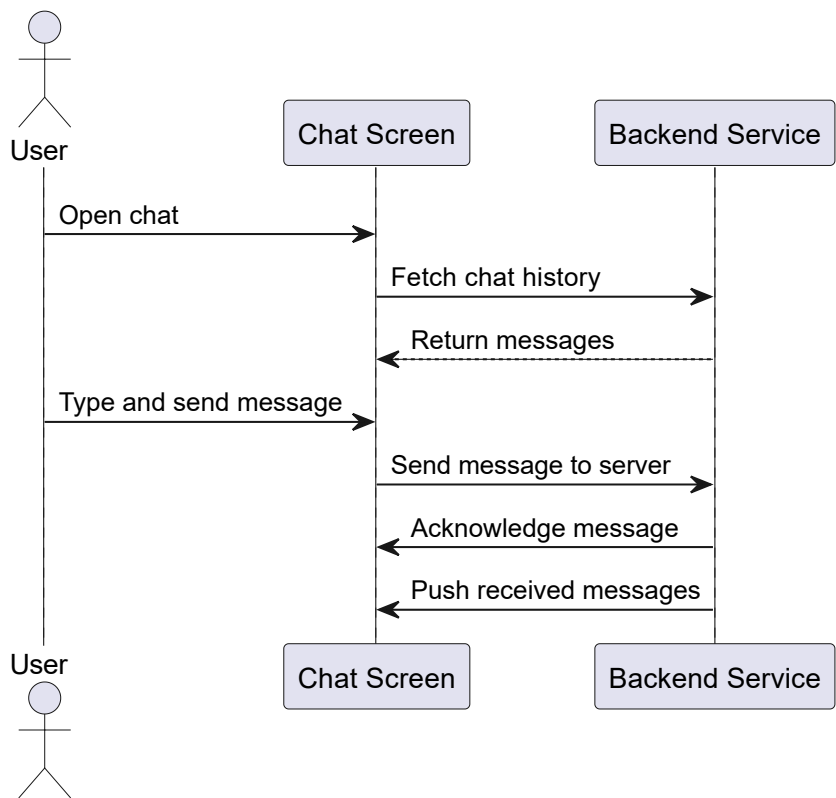 User
Chat Screen
Backend Service
Open chat
Fetch chat history
Return messages
Type and send message
Send message to server
Acknowledge message
Push received messages
User
Chat Screen
Backend Service